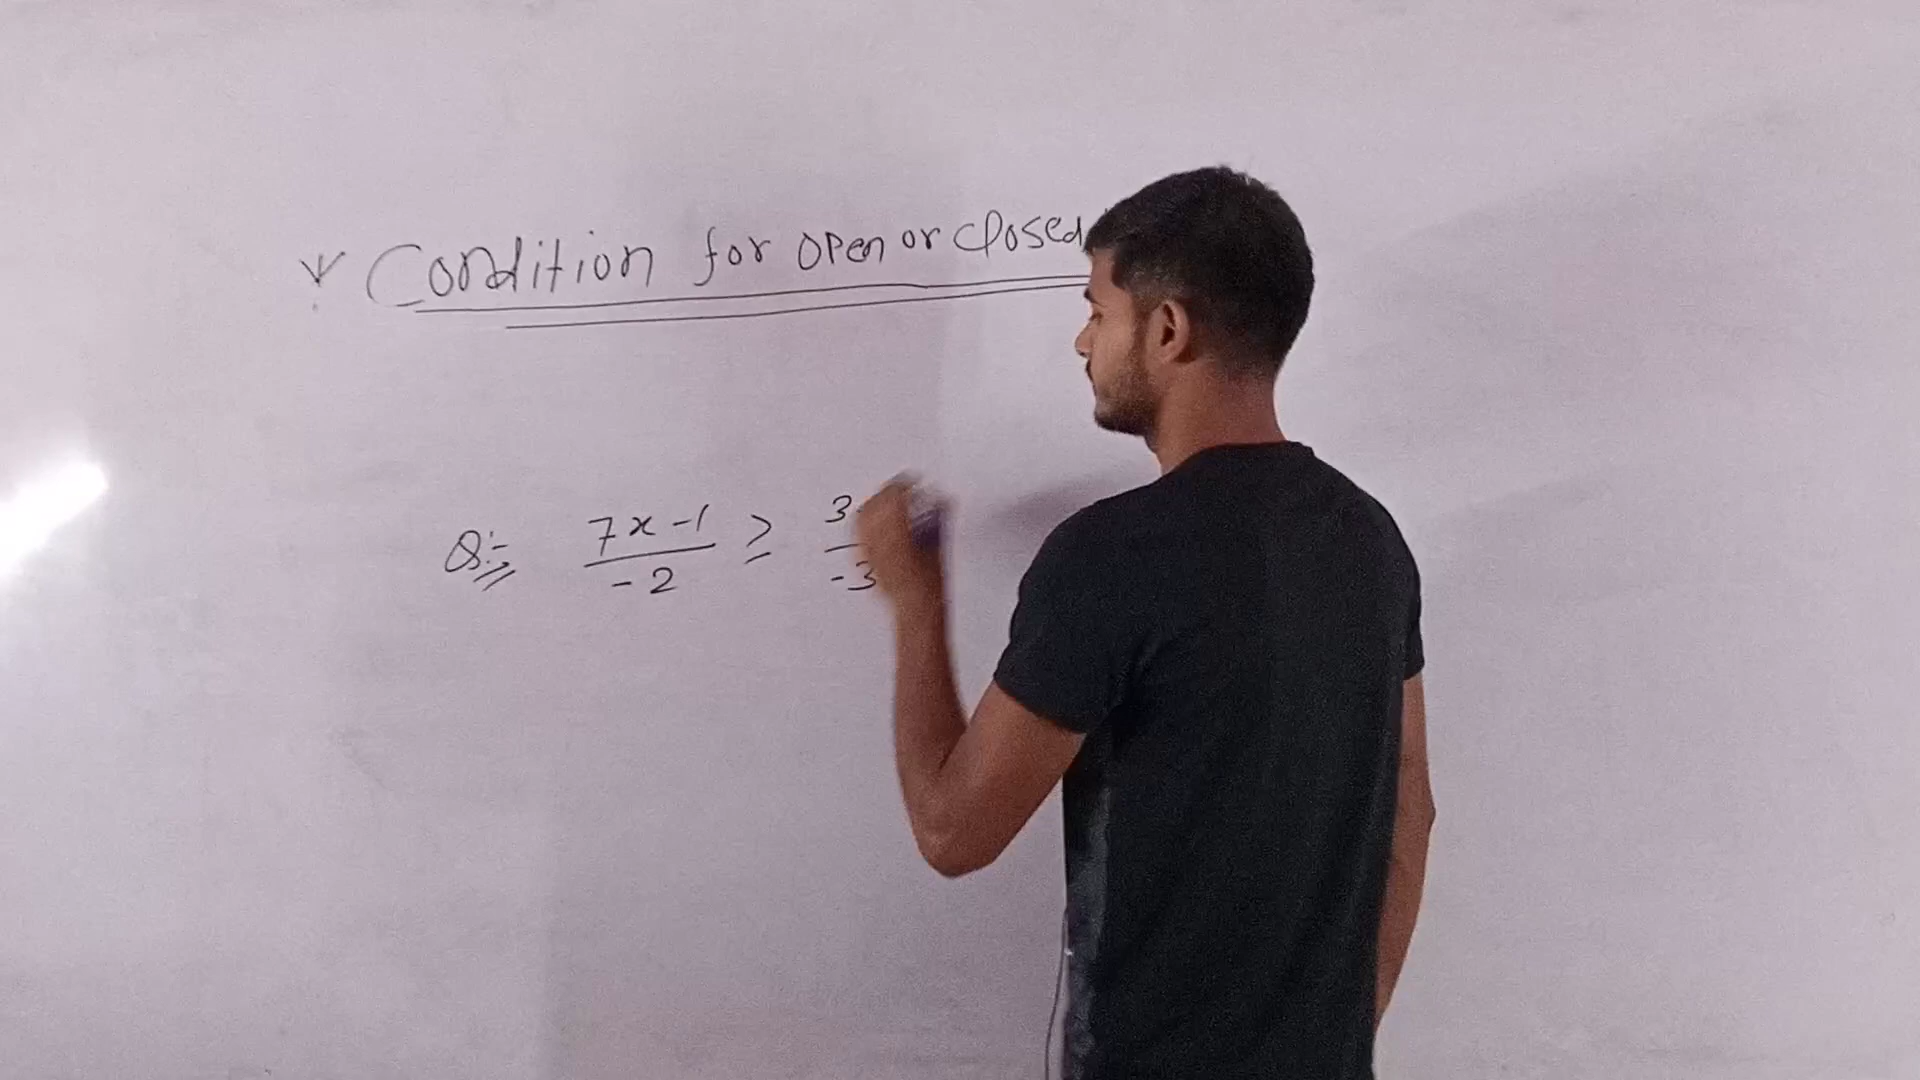 * Condition for open or closed
Q:- 7x-1 ≥ 3
-2 -3